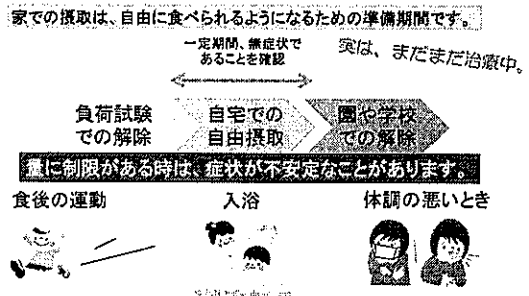 家での摂取は、自由に食べられるようになるための準備期間です。
一定期間、無症状で
あることを確認
実は、まだまだ治療中。
負荷試験
での解除
自宅での
自由摂取
園や学校
での解除
量に制限がある時は、症状が不安定なことがあります。
食後の運動
入浴
体調の悪いとき